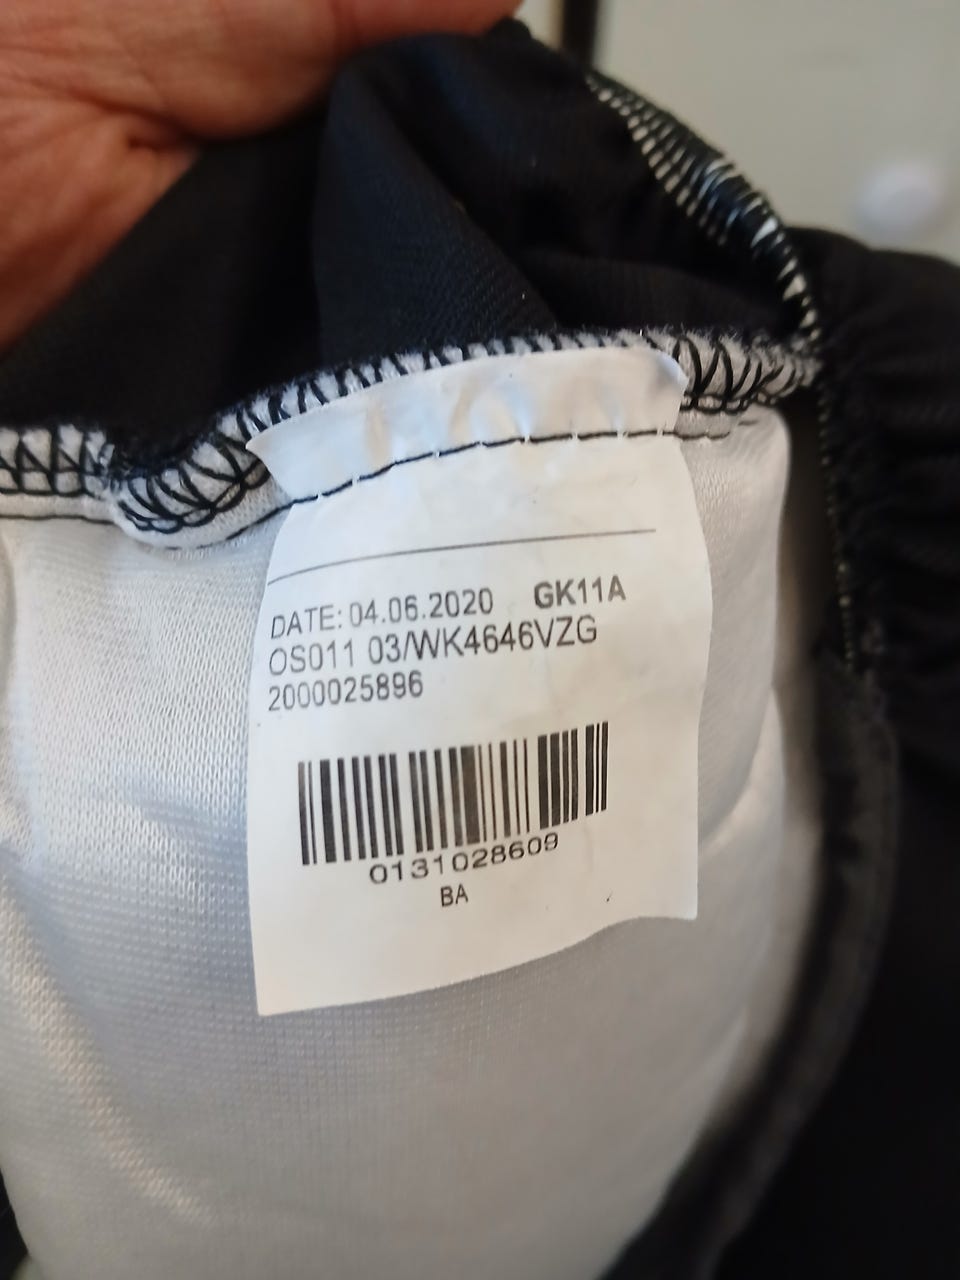 DATE: 04.06.2020 GK11A
OS011 03/WK4646VZG
2000025896
0131028609
BA